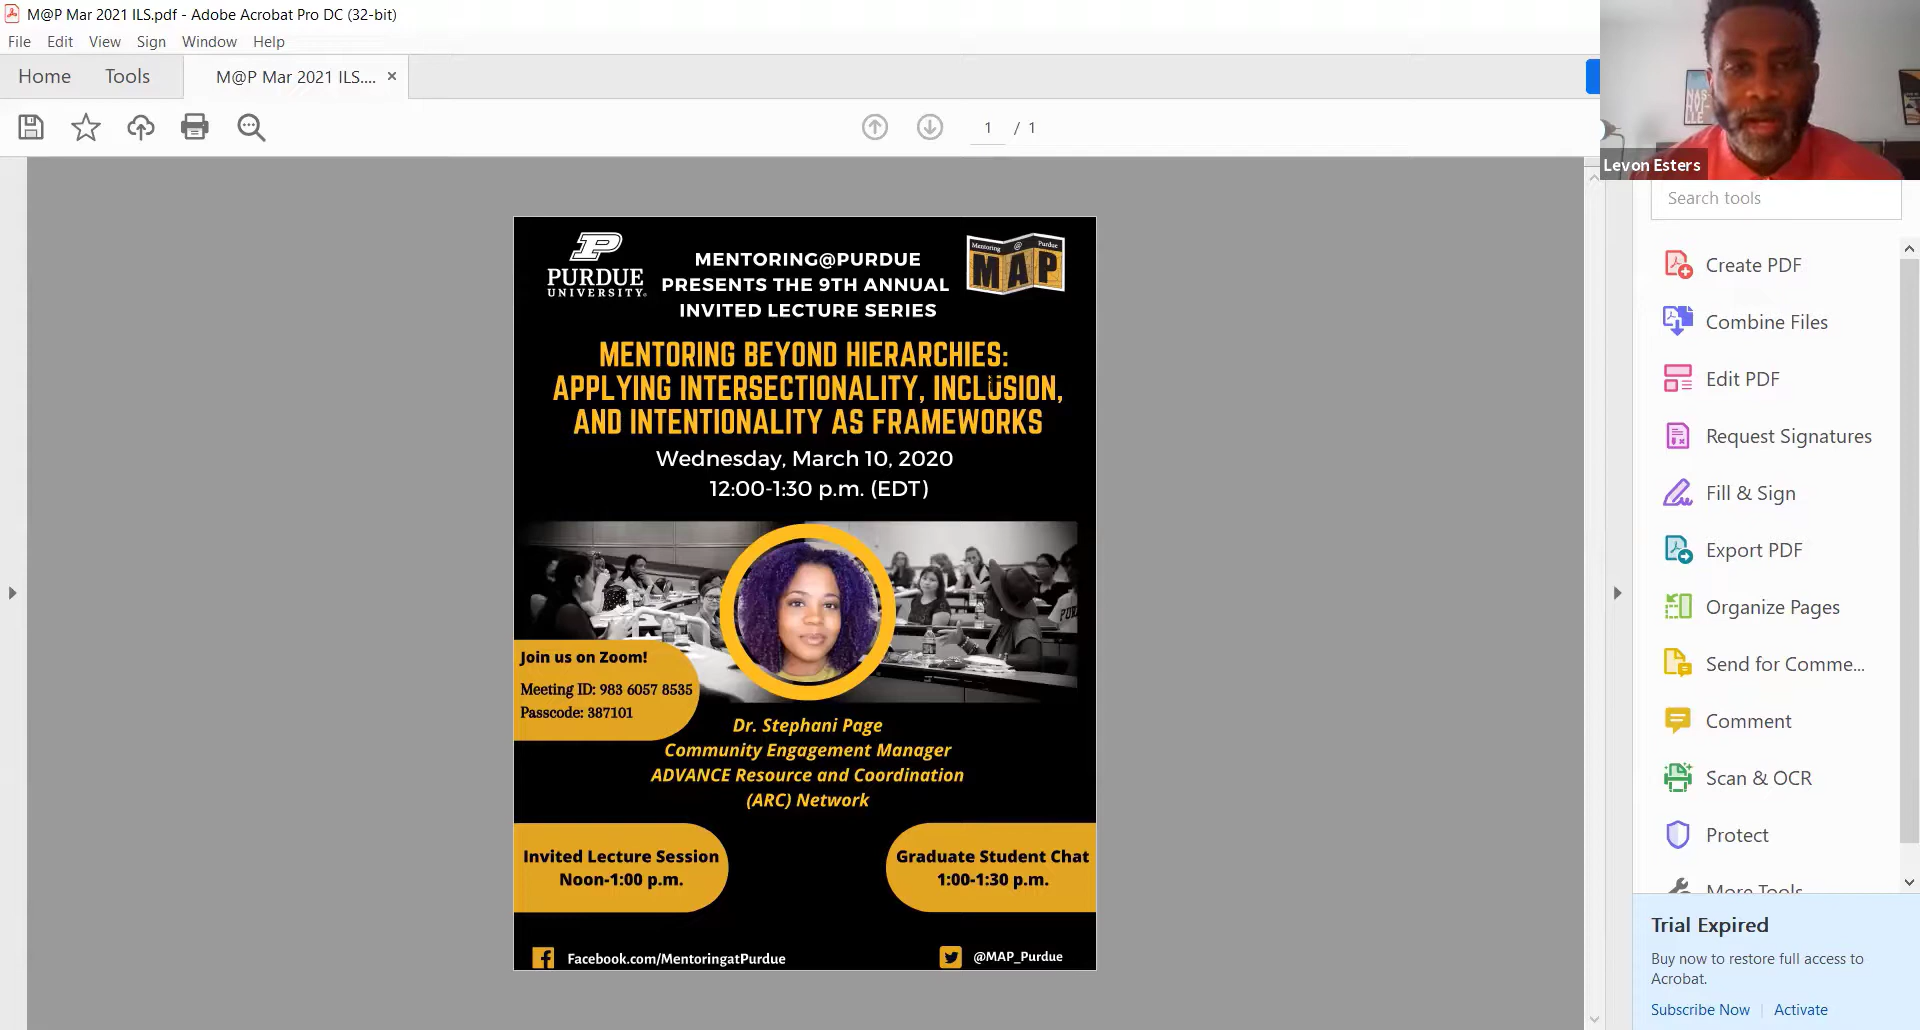 M@P Mar 2021 ILS.pdf - Adobe Acrobat Pro DC (32-bit)
File Edit View Sign Window Help
Home Tools M@P Mar 2021 ILS.... ×
1 / 1
Levon Esters
Search tools
Create PDF
Combine Files
Edit PDF
Request Signatures
Fill & Sign
Export PDF
Organize Pages
Send for Comme...
Comment
Scan & OCR
Protect
More Tools
Trial Expired
Buy now to restore full access to
Acrobat.
Subscribe Now Activate
P
PURDUE
UNIVERSITY.
MENTORING@PURDUE
PRESENTS THE 9TH ANNUAL
INVITED LECTURE SERIES
Mentoring @ Purdue
MAP
MENTORING BEYOND HIERARCHIES:
APPLYING INTERSECTIONALITY, INCLUSION,
AND INTENTIONALITY AS FRAMEWORKS
Wednesday, March 10, 2020
12:00-1:30 p.m. (EDT)
Join us on Zoom!
Meeting ID: 983 6057 8535
Passcode: 387101
Dr. Stephani Page
Community Engagement Manager
ADVANCE Resource and Coordination
(ARC) Network
Invited Lecture Session
Noon-1:00 p.m.
Graduate Student Chat
1:00-1:30 p.m.
Facebook.com/MentoringatPurdue
@MAP_Purdue
NAS
VILLE